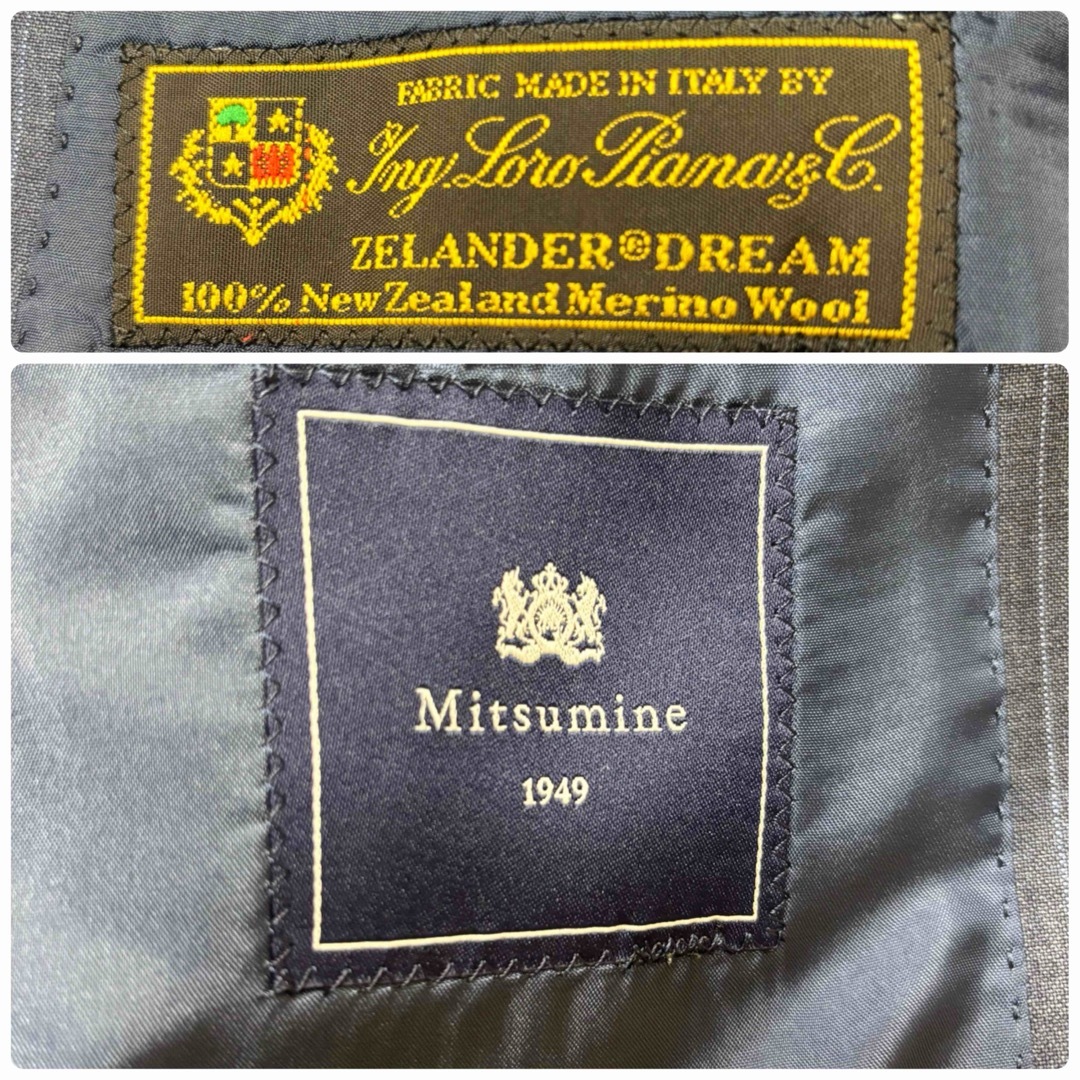 FABRIC MADE IN ITALY BY
Ing. Loro Piana & C.
ZELANDER® DREAM
100% New Zealand Merino Wool
Mitsumine
1949